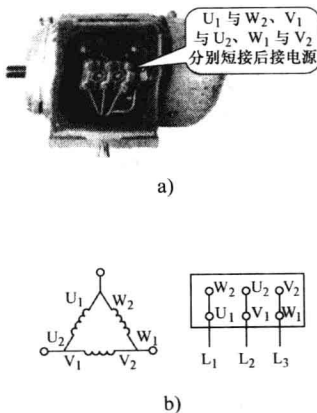 U₁ 与 W₂、V₁
与 U₂、W₁ 与 V₂
分别短接后接电源
a)
U₁ W₂
U₂ W₁
V₁ V₂
W₂ U₂ V₂
U₁ V₁ W₁
L₁ L₂ L₃
b)